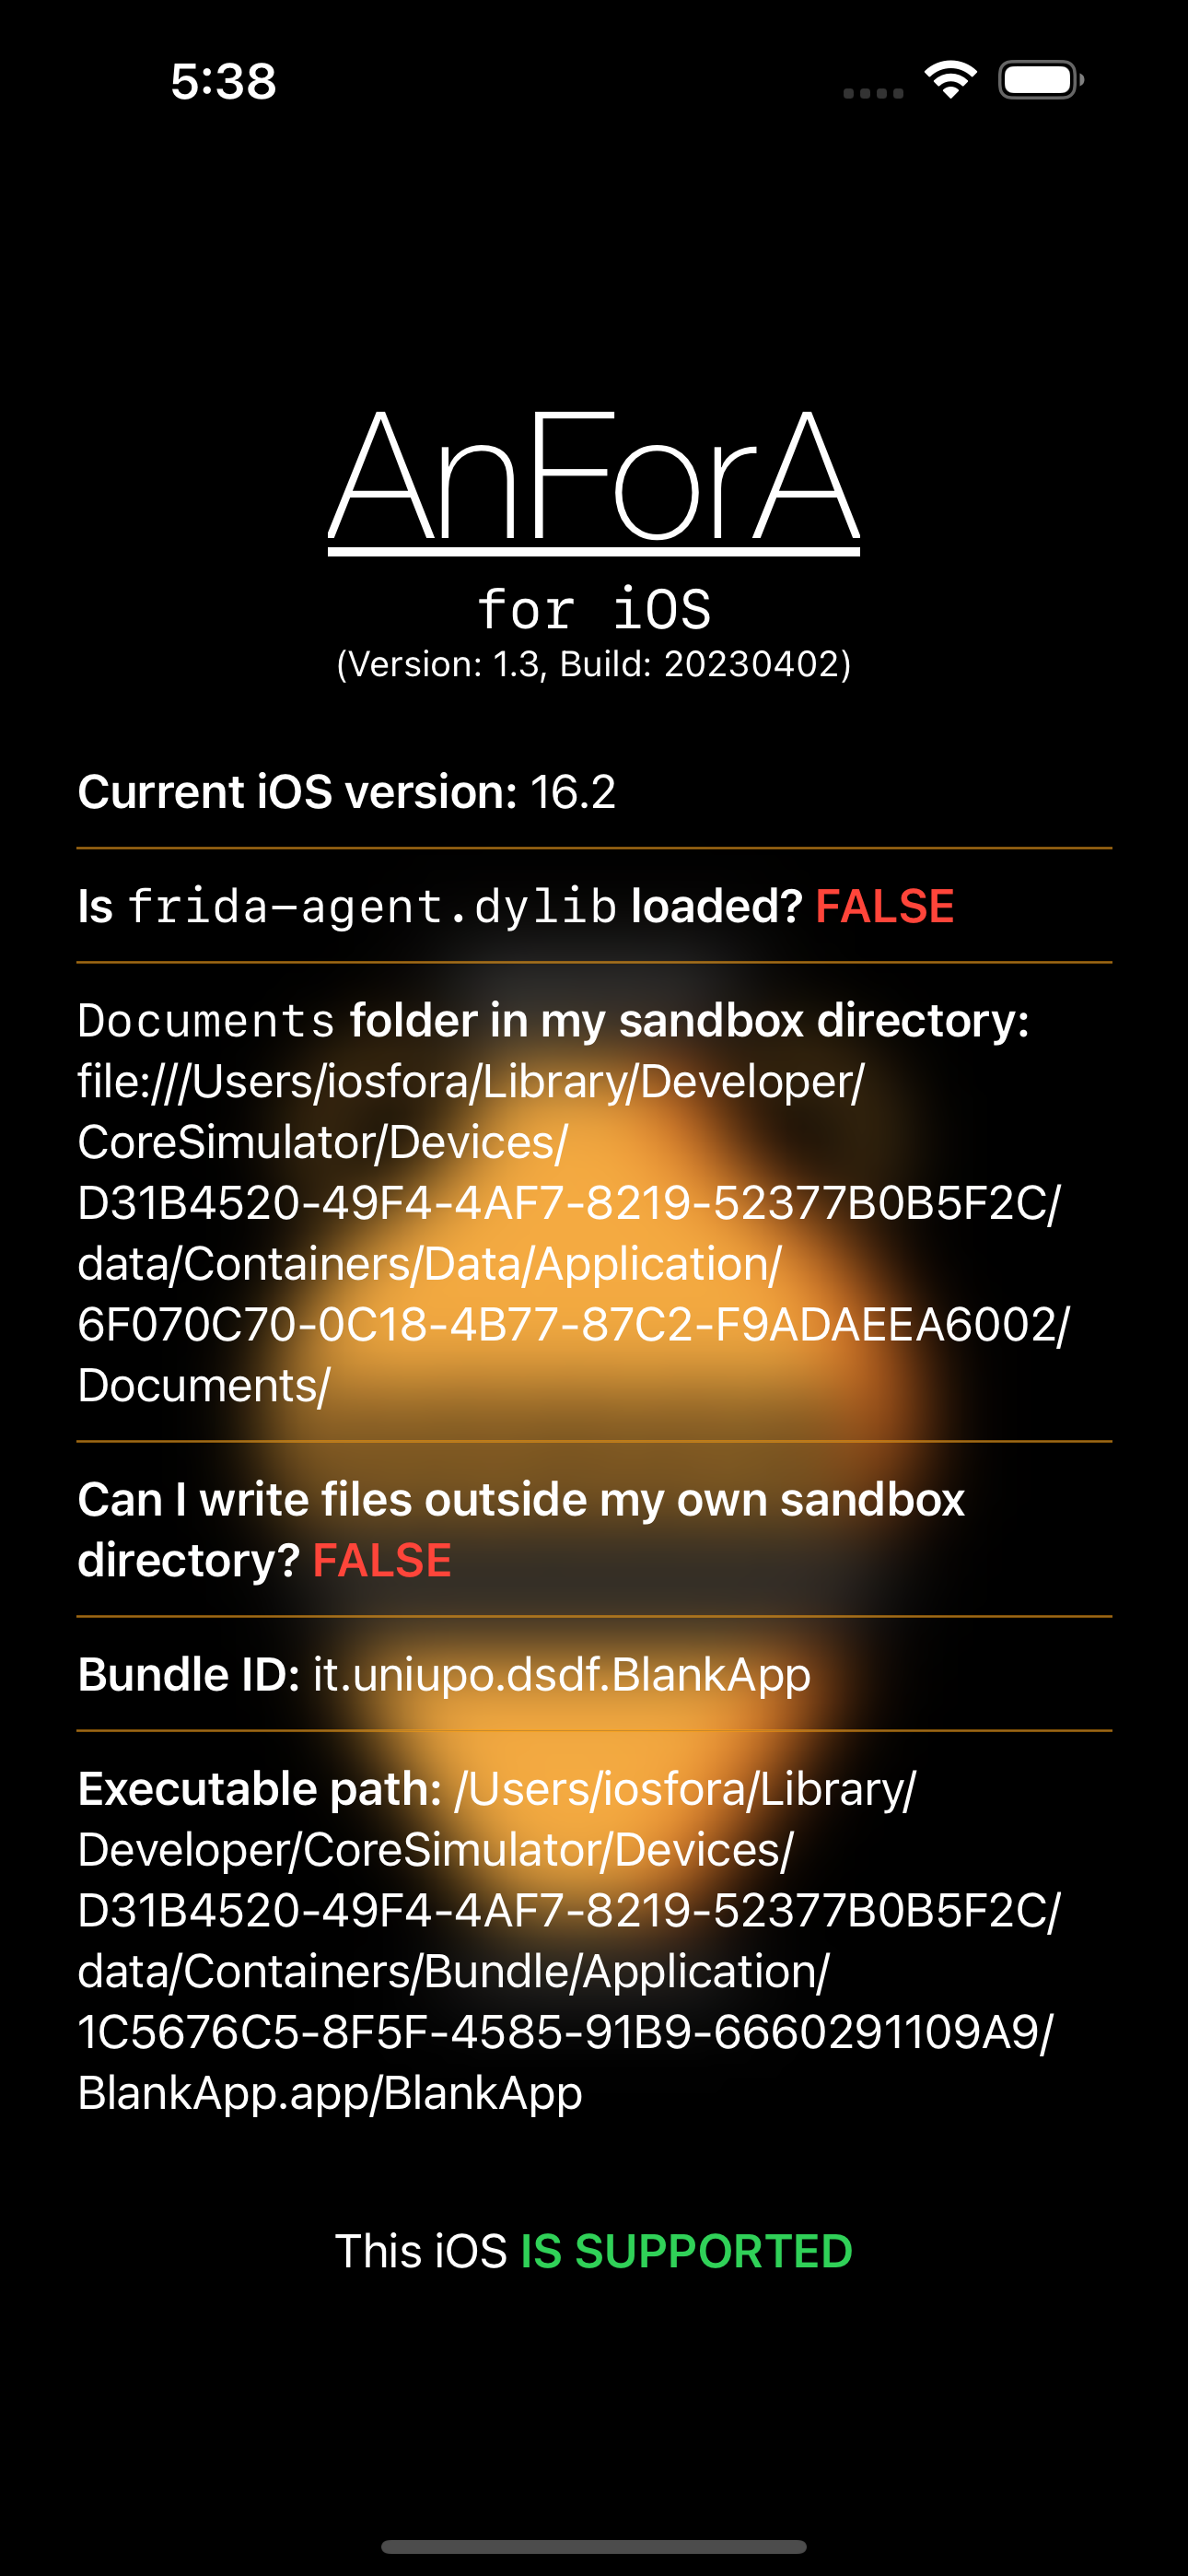 5:38
AnForA
for iOS
(Version: 1.3, Build: 20230402)
Current iOS version: 16.2
Is frida-agent.dylib loaded? FALSE
Documents folder in my sandbox directory:
file:///Users/iosfora/Library/Developer/
CoreSimulator/Devices/
D31B4520-49F4-4AF7-8219-52377B0B5F2C/
data/Containers/Data/Application/
6F070C70-0C18-4B77-87C2-F9ADAEEA6002/
Documents/
Can I write files outside my own sandbox
directory? FALSE
Bundle ID: it.uniupo.dsdf.BlankApp
Executable path: /Users/iosfora/Library/
Developer/CoreSimulator/Devices/
D31B4520-49F4-4AF7-8219-52377B0B5F2C/
data/Containers/Bundle/Application/
1C5676C5-8F5F-4585-91B9-6660291109A9/
BlankApp.app/BlankApp
This iOS IS SUPPORTED